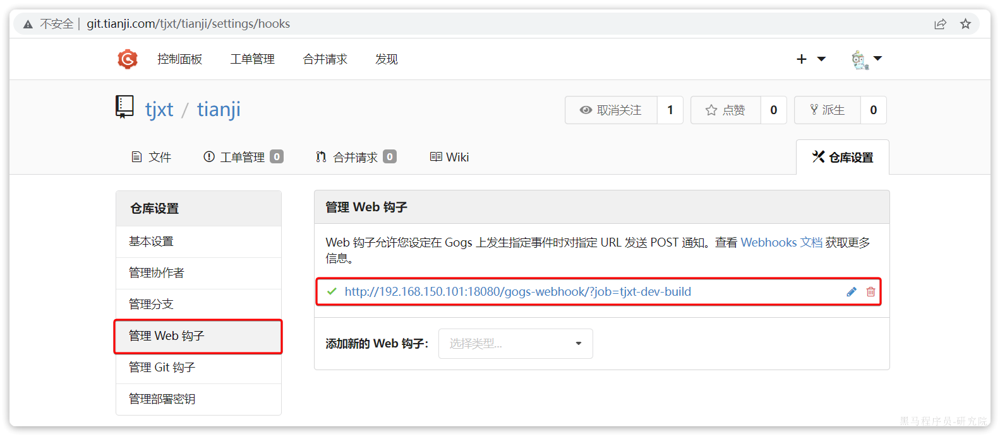 不安全 | git.tianji.com/tjxt/tianji/settings/hooks
控制面板 工单管理 合并请求 发现
tjxt / tianji
取消关注 1 点赞 0 派生 0
文件 工单管理 0 合并请求 0 Wiki 仓库设置
仓库设置
基本设置
管理协作者
管理分支
管理 Web 钩子
管理 Git 钩子
管理部署密钥
管理 Web 钩子
Web 钩子允许您设定在 Gogs 上发生指定事件时对指定 URL 发送 POST 通知。查看 Webhooks 文档 获取更多
信息。
http://192.168.150.101:18080/gogs-webhook/?job=tjxt-dev-build
添加新的 Web 钩子： 选择类型...
黑马程序员-研究院